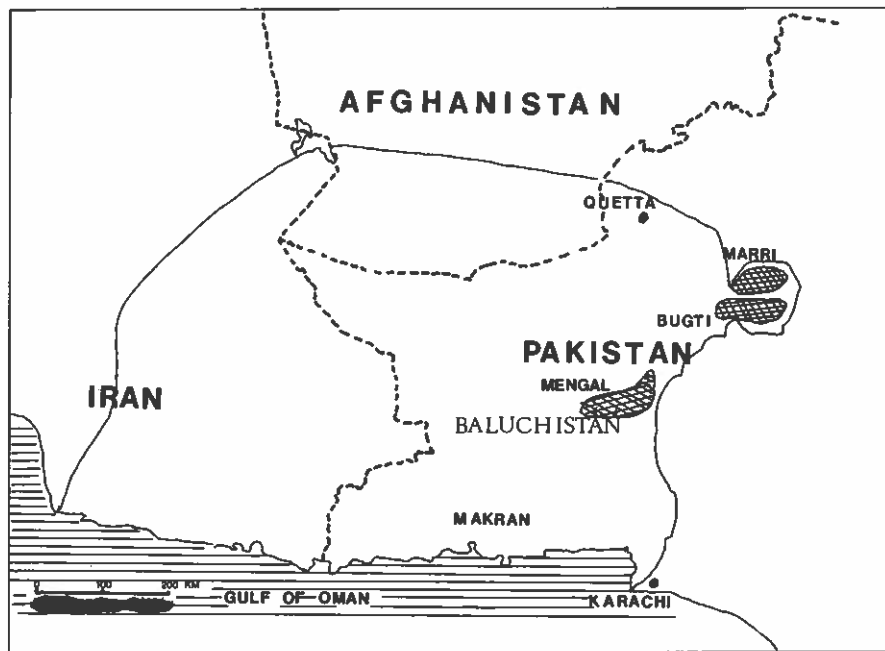 AFGHANISTAN
QUETTA
MARRI
BUGTI
PAKISTAN
MENGAL
IRAN
BALUCHISTAN
MAKRAN
0 100 200 KM
GULF OF OMAN
KARACHI